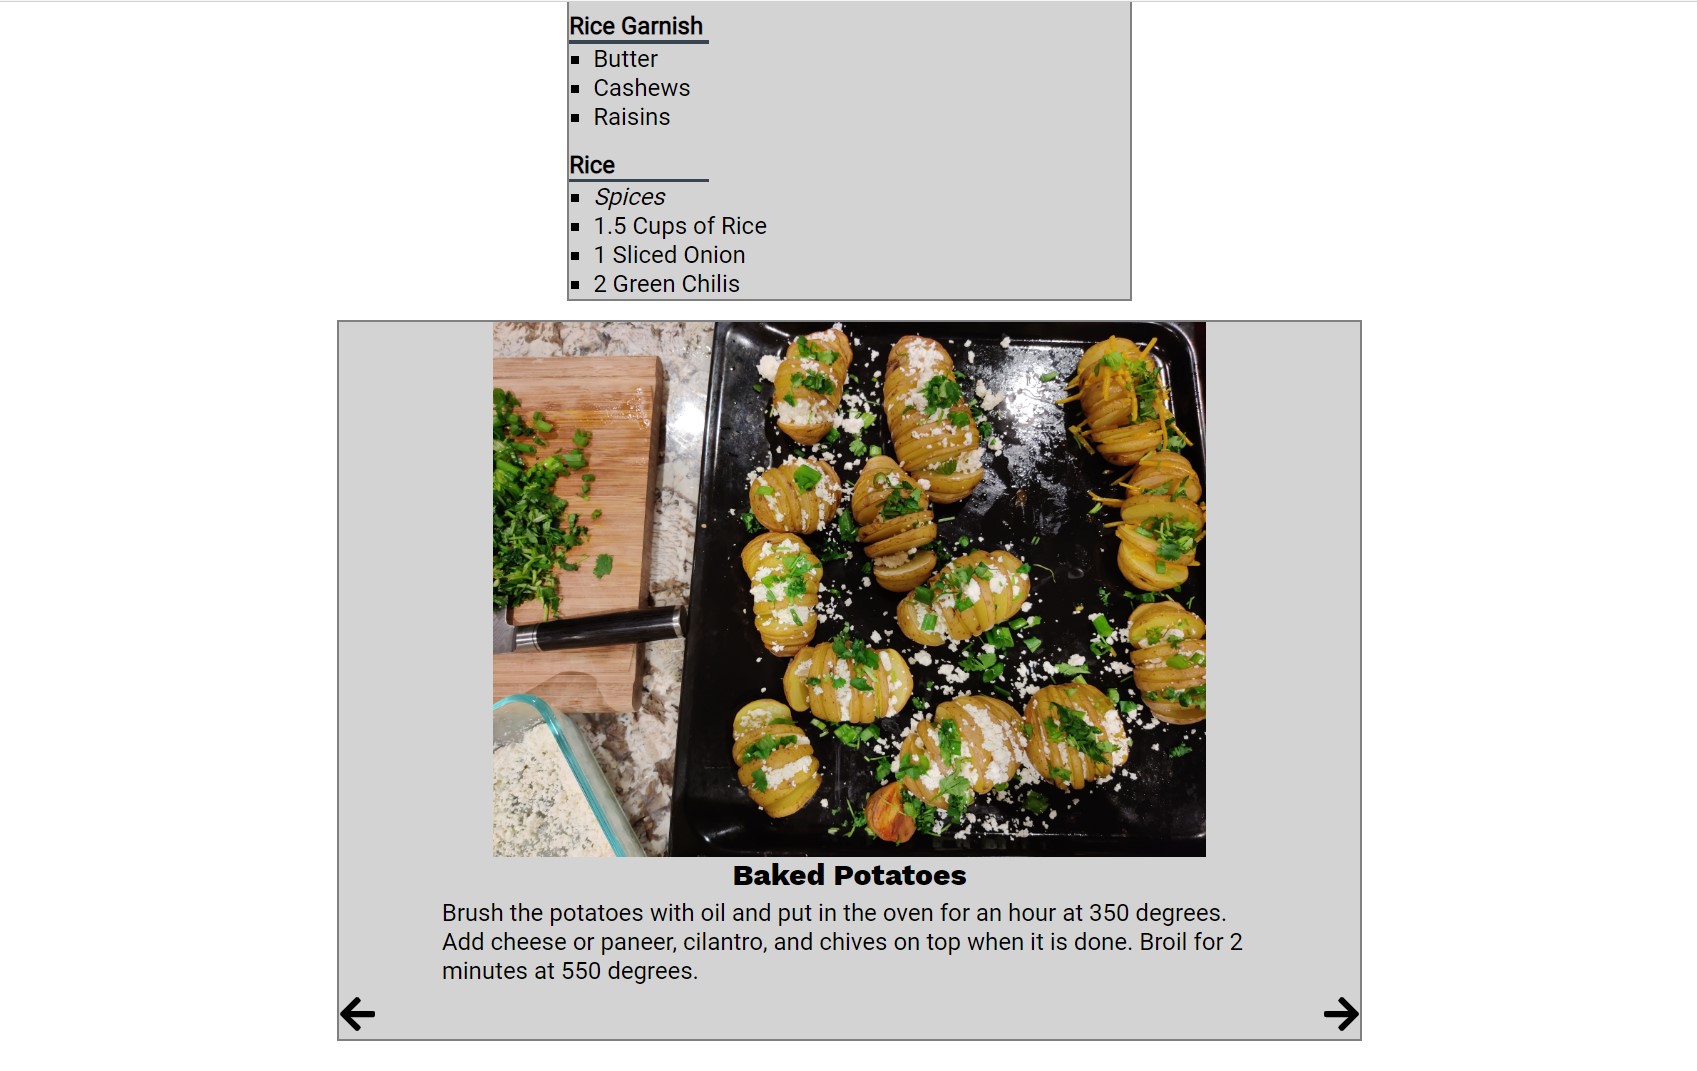 Rice Garnish
Butter
Cashews
Raisins
Rice
Spices
1.5 Cups of Rice
1 Sliced Onion
2 Green Chilis
Baked Potatoes
Brush the potatoes with oil and put in the oven for an hour at 350 degrees.
Add cheese or paneer, cilantro, and chives on top when it is done. Broil for 2
minutes at 550 degrees.